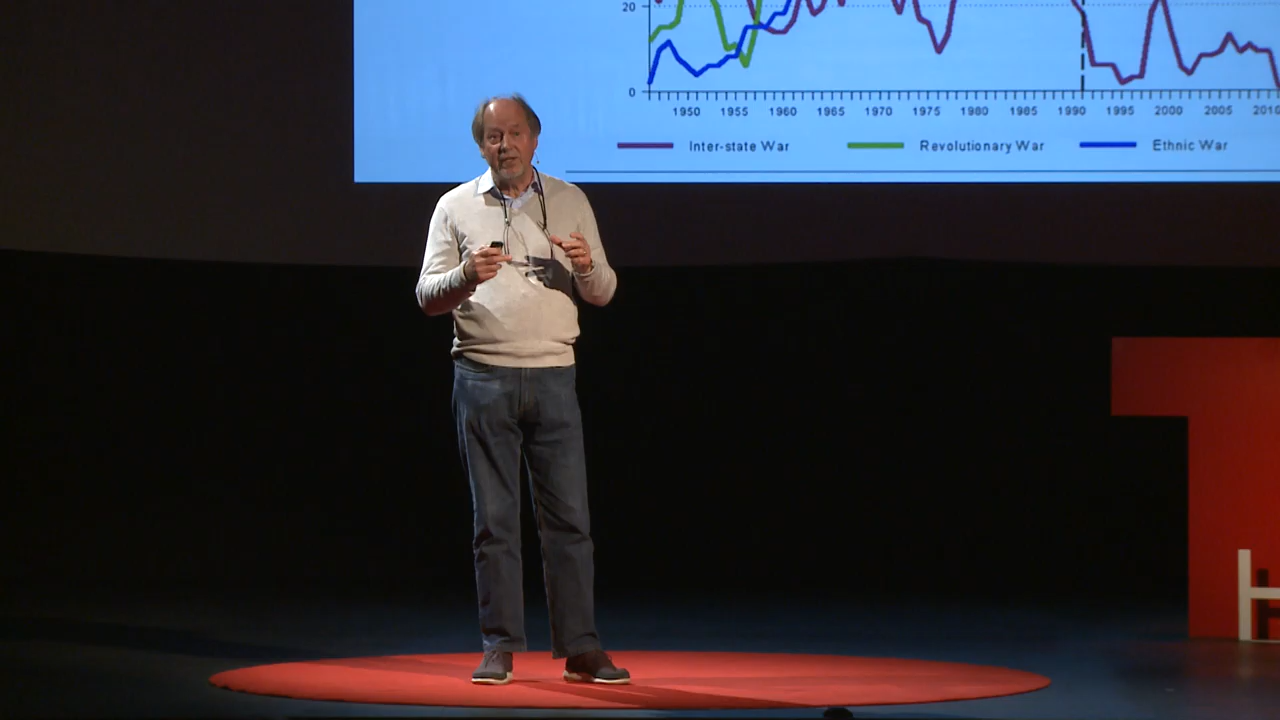 20
0
1950 1955 1960 1965 1970 1975 1980 1985 1990 1995 2000 2005 2010
Inter-state War Revolutionary War Ethnic War
T
H